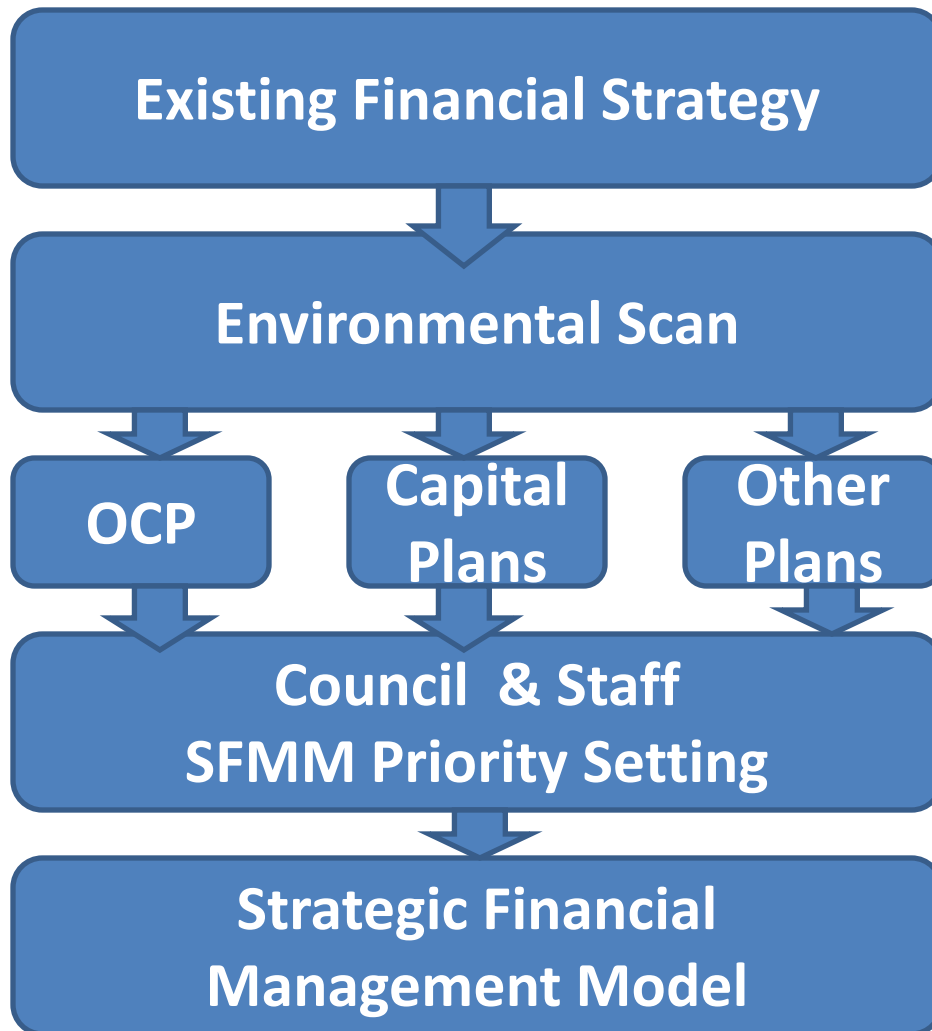 Existing Financial Strategy
Environmental Scan
OCP
Capital
Plans
Other
Plans
Council & Staff
SFMM Priority Setting
Strategic Financial
Management Model